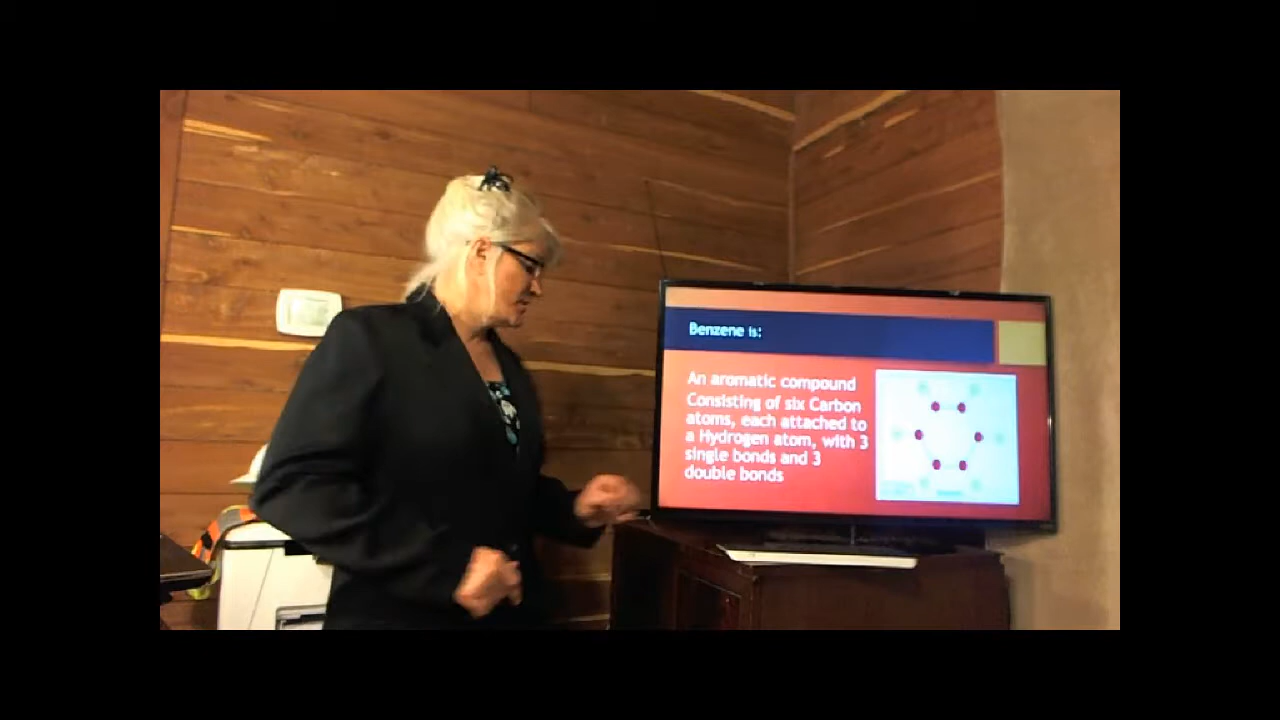 Benzene is:
An aromatic compound
Consisting of six Carbon
atoms, each attached to
a Hydrogen atom, with 3
single bonds and 3
double bonds